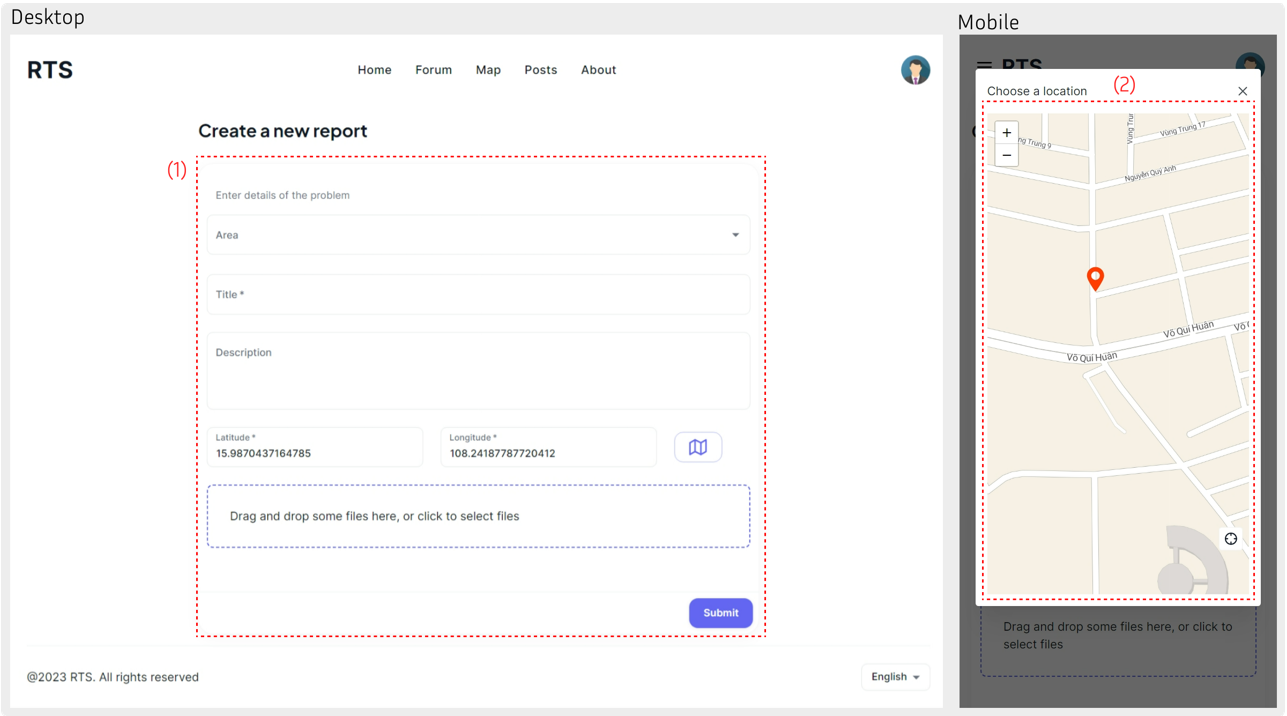 Desktop
RTS
Home Forum Map Posts About
Create a new report
(1)
Enter details of the problem
Area
Title *
Description
Latitude *
15.9870437164785
Longitude *
108.24187787720412
Drag and drop some files here, or click to select files
Submit
@2023 RTS. All rights reserved
English
Mobile
RTS
Choose a location
(2)
+
−
Vùng Trung 17
ng Trung 9
Vùng Tru
Nguyễn Quý Anh
Võ Quí Huân
Võ Q
Võ Quí Huân
Drag and drop some files here, or click to
select files